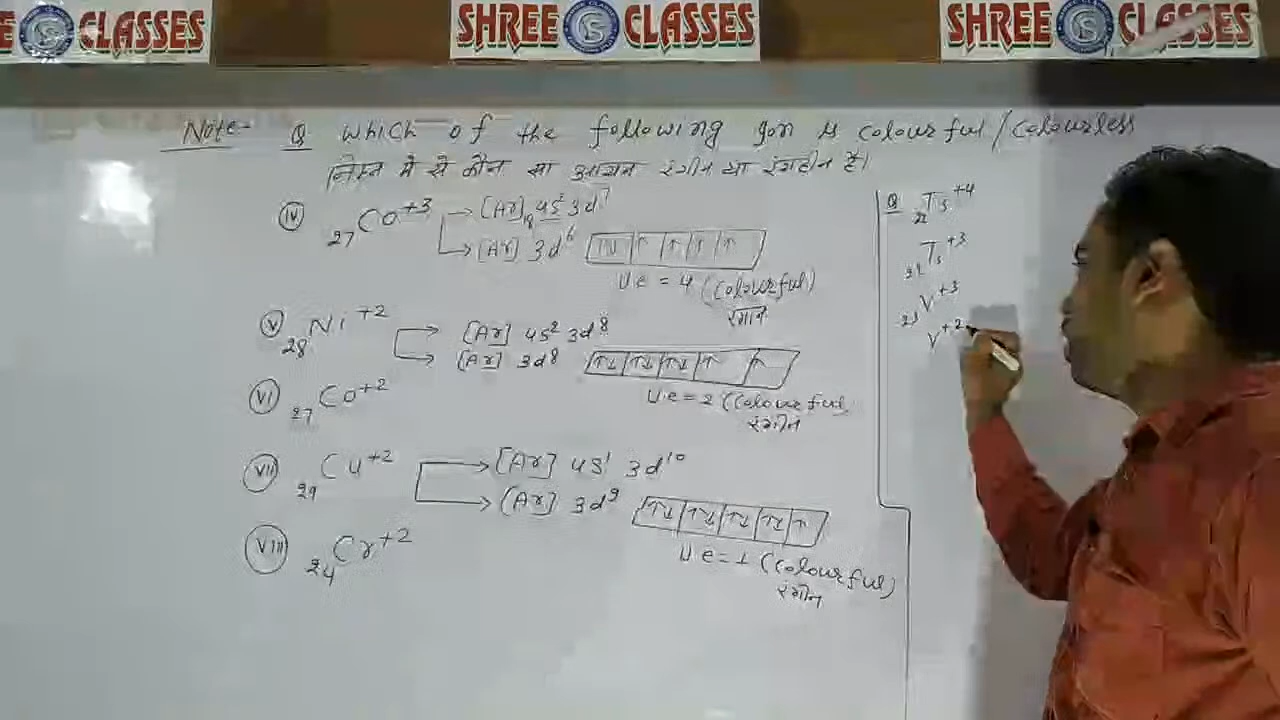 SHREE CLASSES
SHREE CLASSES
CLASSES
Note- Q Which of the following ion is colourful/colourless
निम्न में से कौन सा आयन रंगीन या रंगहीन है।
(iv) 27Co+3 → [Ar]18 4s2 3d7
→ [Ar] 3d6 ↑↓ ↑ ↑ ↑ ↑
Ue = 4 (colourful)
रंगीन
(v) 28Ni+2 → [Ar] 4s2 3d8
→ [Ar] 3d8 ↑↓ ↑↓ ↑↓ ↑ ↑
Ue = 2 (colourful)
रंगीन
(vi) 27Co+2
(vii) 29Cu+2 → [Ar] 4s1 3d10
→ [Ar] 3d9 ↑↓ ↑↓ ↑↓ ↑↓ ↑
Ue = 1 (colourful)
रंगीन
(viii) 24Cr+2
Q 22Ti+4
22Ti+3
23V+3
V+2